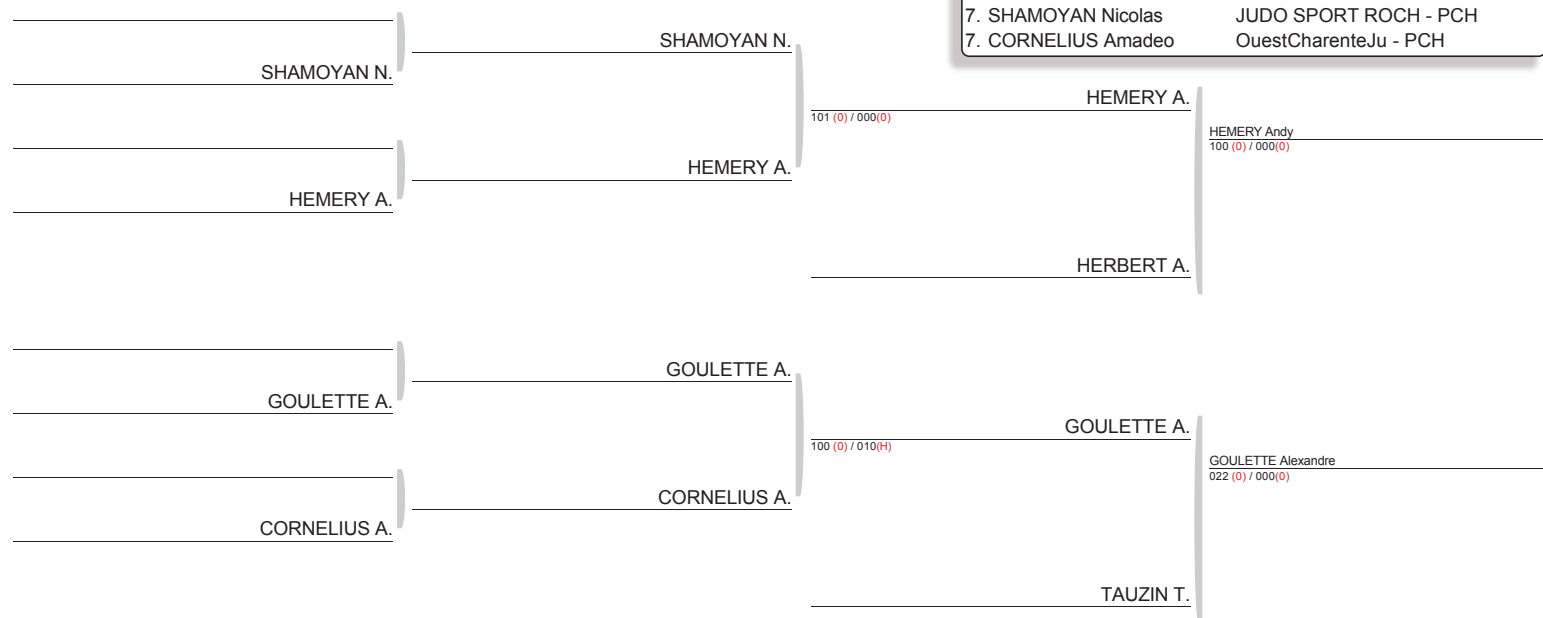 7. SHAMOYAN Nicolas JUDO SPORT ROCH - PCH
7. CORNELIUS Amadeo OuestCharenteJu - PCH
SHAMOYAN N.
SHAMOYAN N.
HEMERY A.
101 (0) / 000(0)
HEMERY Andy
100 (0) / 000(0)
HEMERY A.
HEMERY A.
HERBERT A.
GOULETTE A.
GOULETTE A.
GOULETTE A.
100 (0) / 010(H)
GOULETTE Alexandre
022 (0) / 000(0)
CORNELIUS A.
CORNELIUS A.
TAUZIN T.